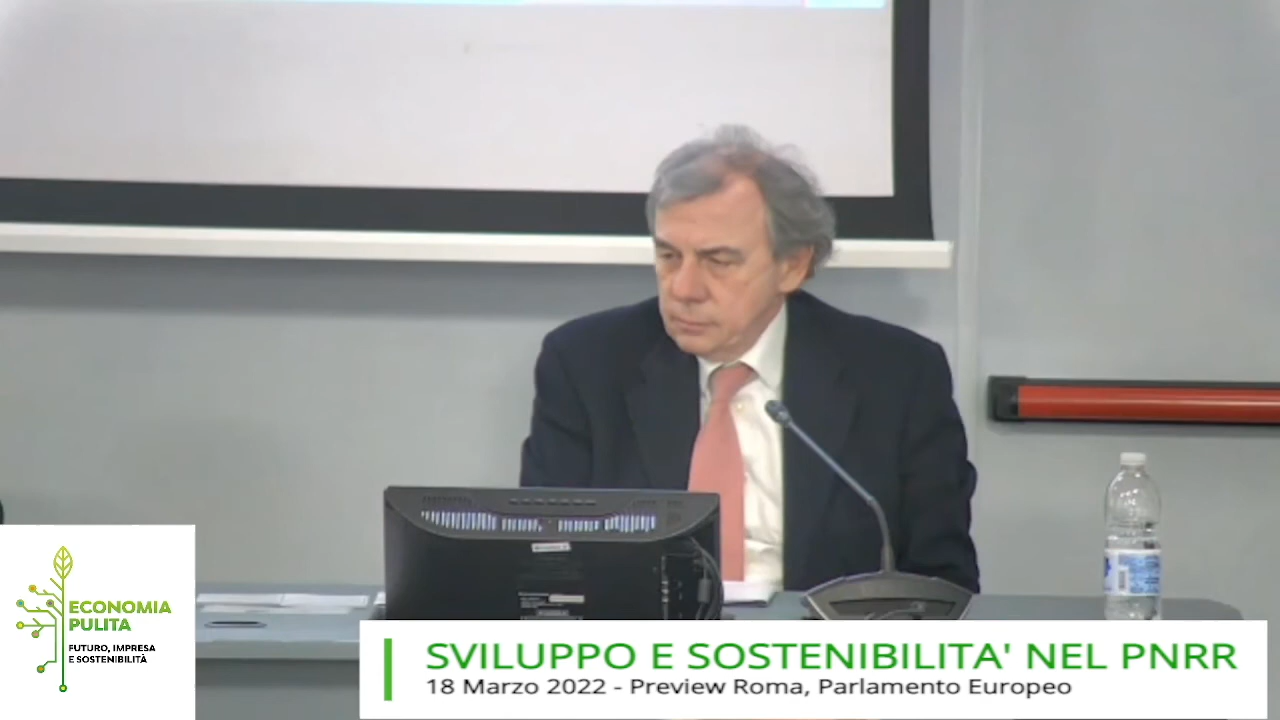 ECONOMIA
PULITA
FUTURO, IMPRESA
E SOSTENIBILITÀ
SVILUPPO E SOSTENIBILITA' NEL PNRR
18 Marzo 2022 - Preview Roma, Parlamento Europeo